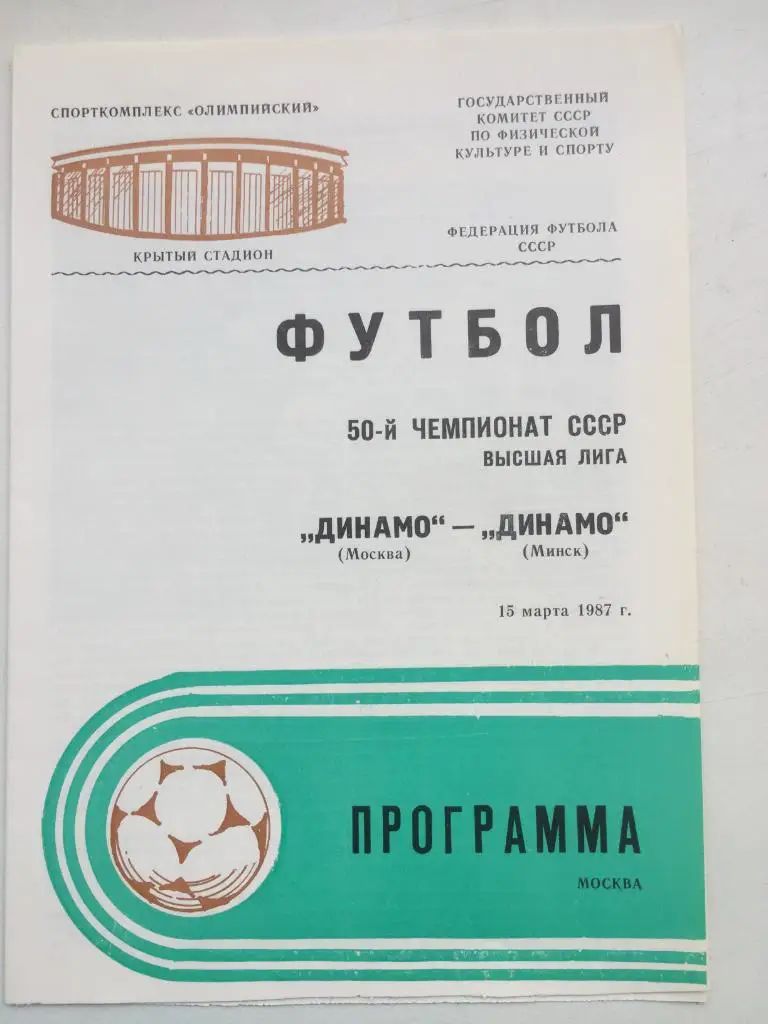 СПОРТКОМПЛЕКС «ОЛИМПИЙСКИЙ»
КРЫТЫЙ СТАДИОН
ГОСУДАРСТВЕННЫЙ
КОМИТЕТ СССР
ПО ФИЗИЧЕСКОЙ
КУЛЬТУРЕ И СПОРТУ
ФЕДЕРАЦИЯ ФУТБОЛА
СССР
ФУТБОЛ
50-й ЧЕМПИОНАТ СССР
ВЫСШАЯ ЛИГА
„ДИНАМО“ — „ДИНАМО“
(Москва) (Минск)
15 марта 1987 г.
ПРОГРАММА
МОСКВА